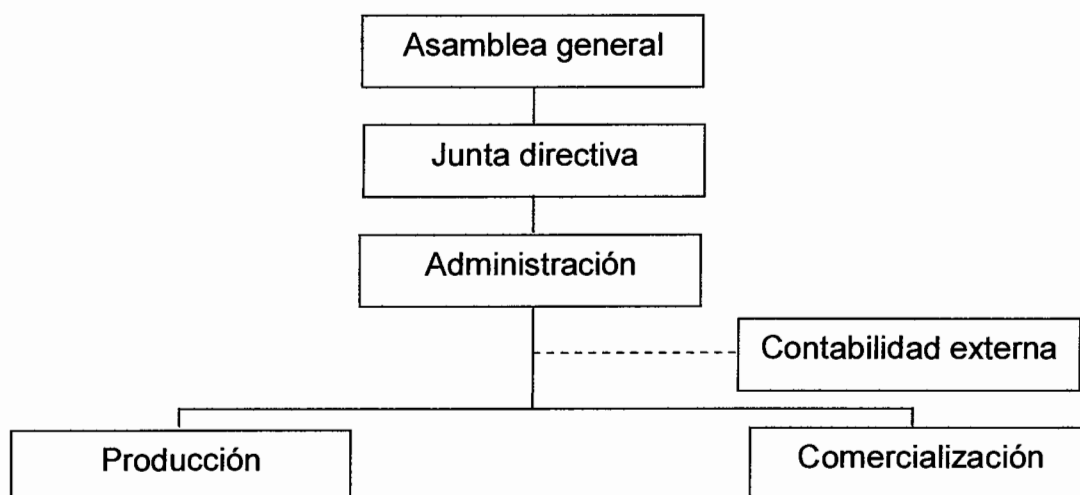 Asamblea general
Junta directiva
Administración
Contabilidad externa
Producción
Comercialización